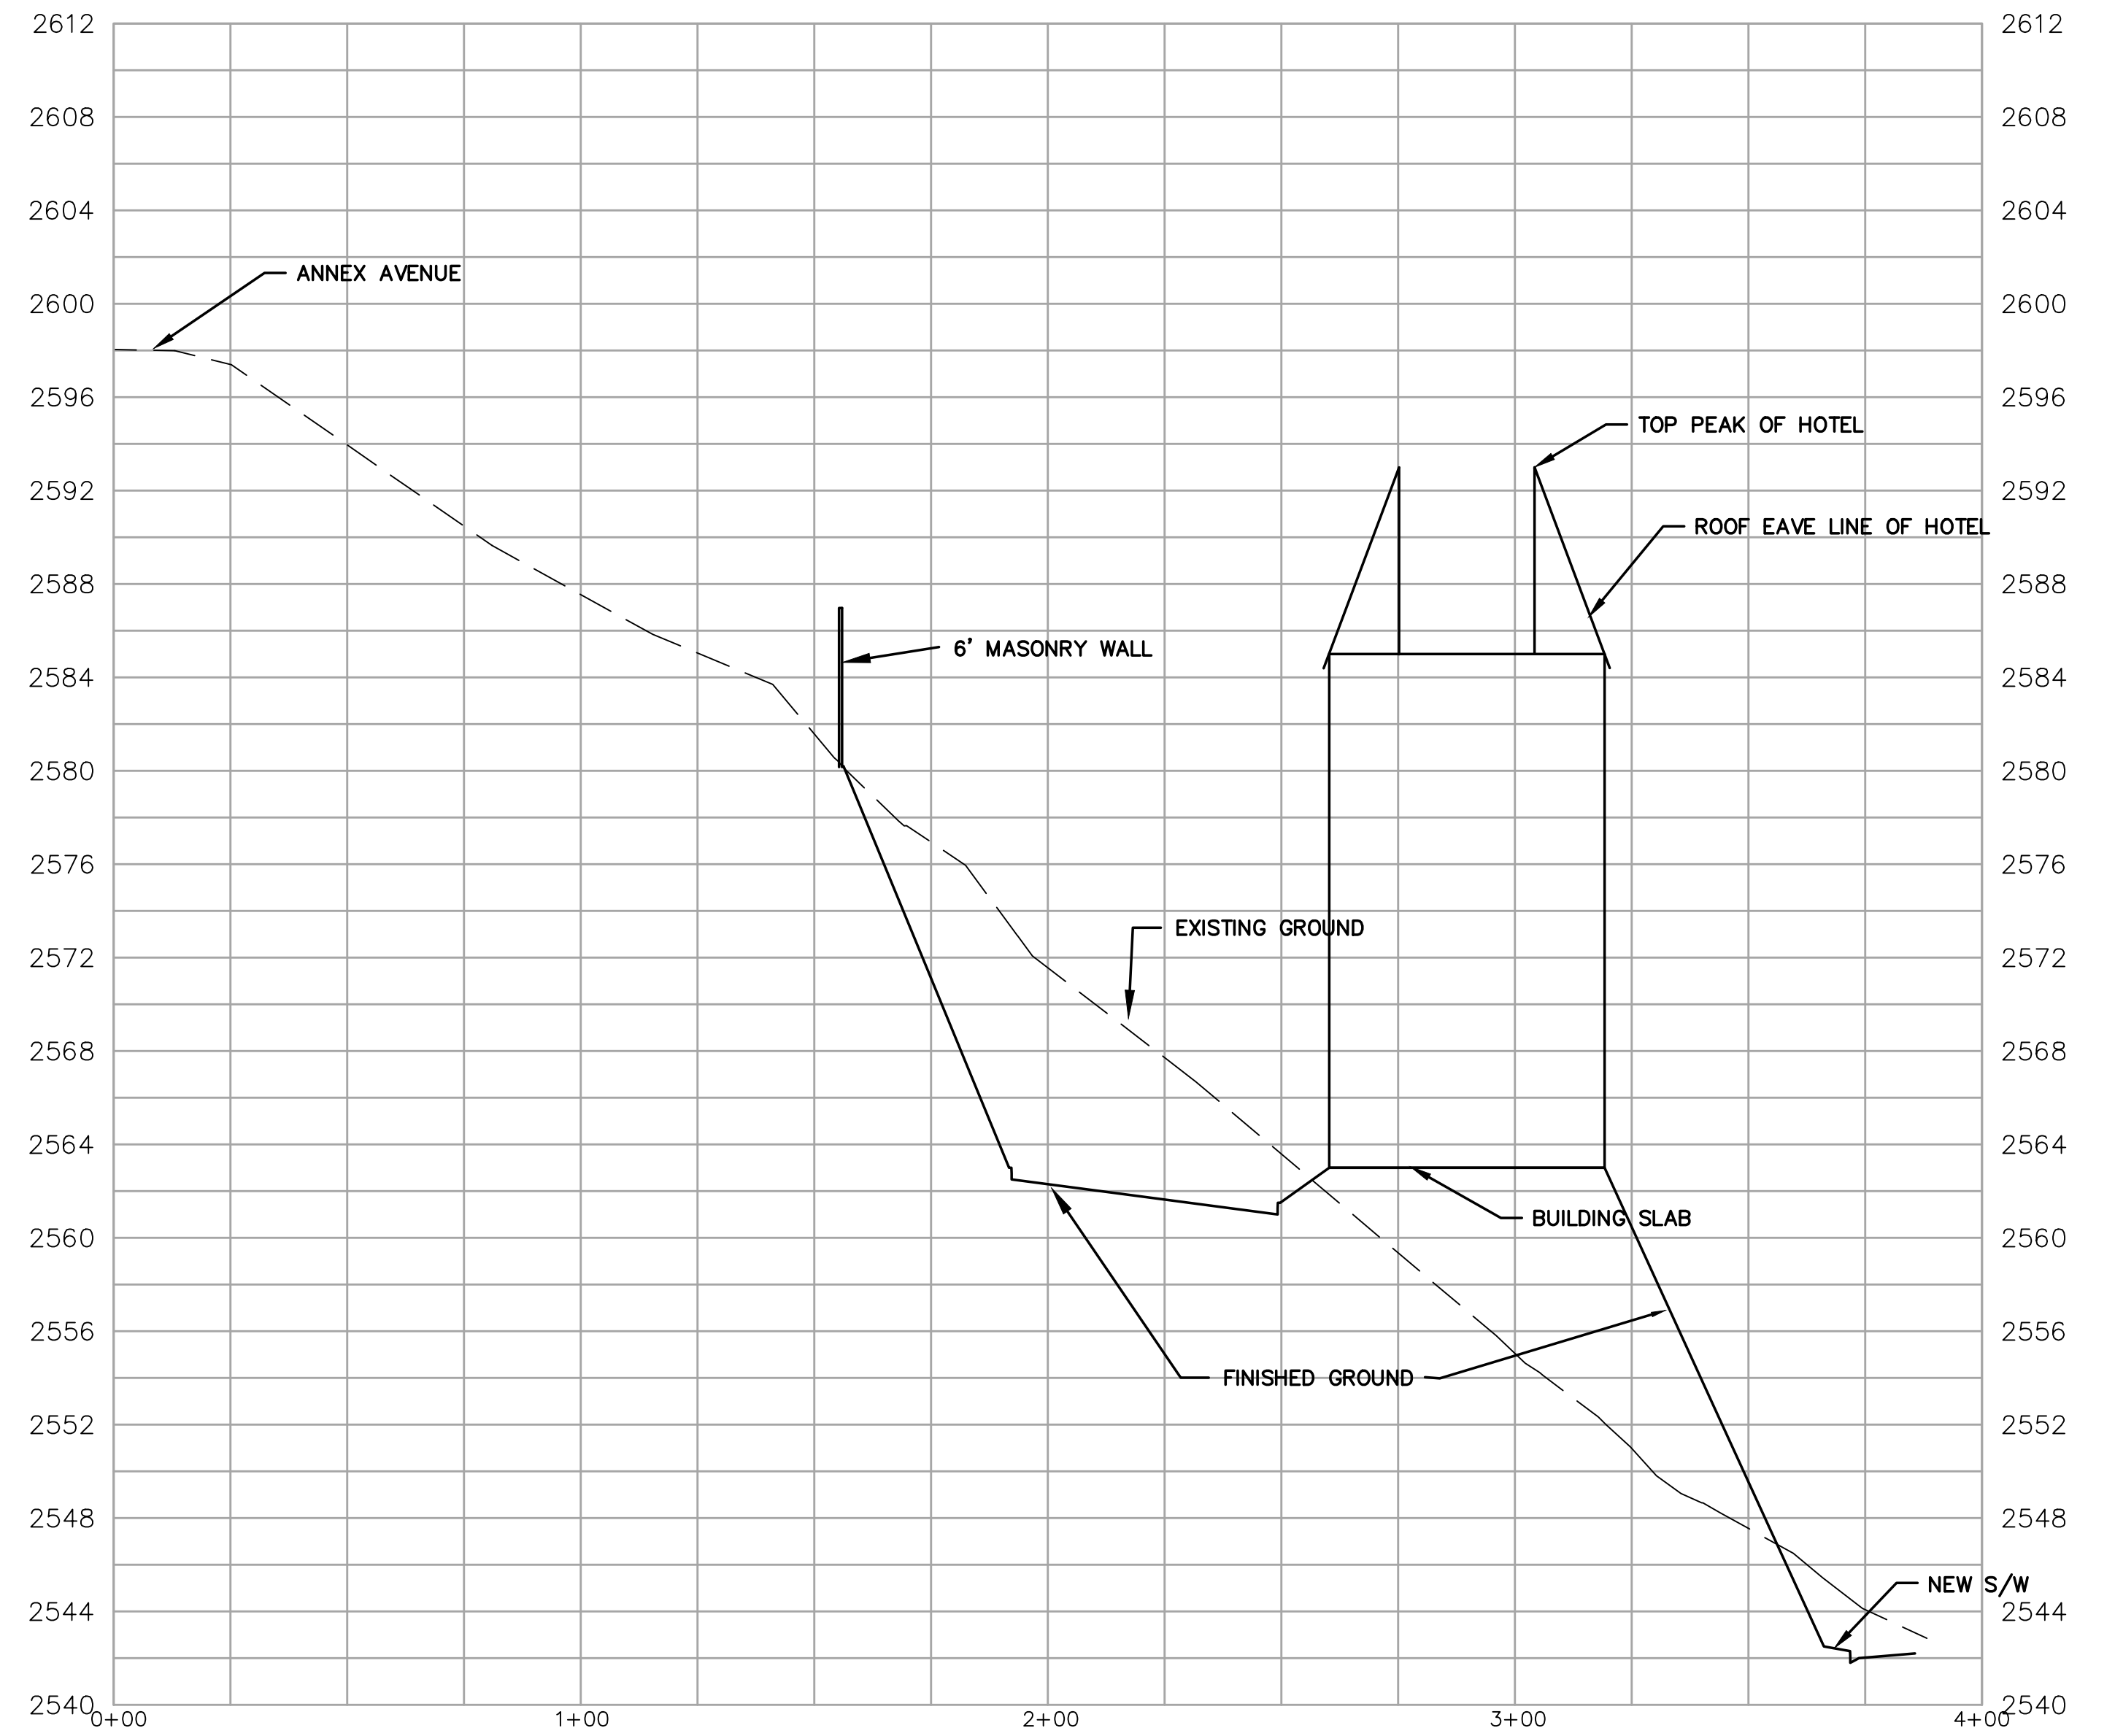 2612 2612
2608 2608
2604 2604
ANNEX AVENUE
2600 2600
2596 2596
TOP PEAK OF HOTEL
2592 2592
ROOF EAVE LINE OF HOTEL
2588 2588
6' MASONRY WALL
2584 2584
2580 2580
2576 2576
EXISTING GROUND
2572 2572
2568 2568
2564 2564
BUILDING SLAB
2560 2560
2556 2556
FINISHED GROUND
2552 2552
2548 2548
NEW S/W
2544 2544
2540 2540
0+00 1+00 2+00 3+00 4+00